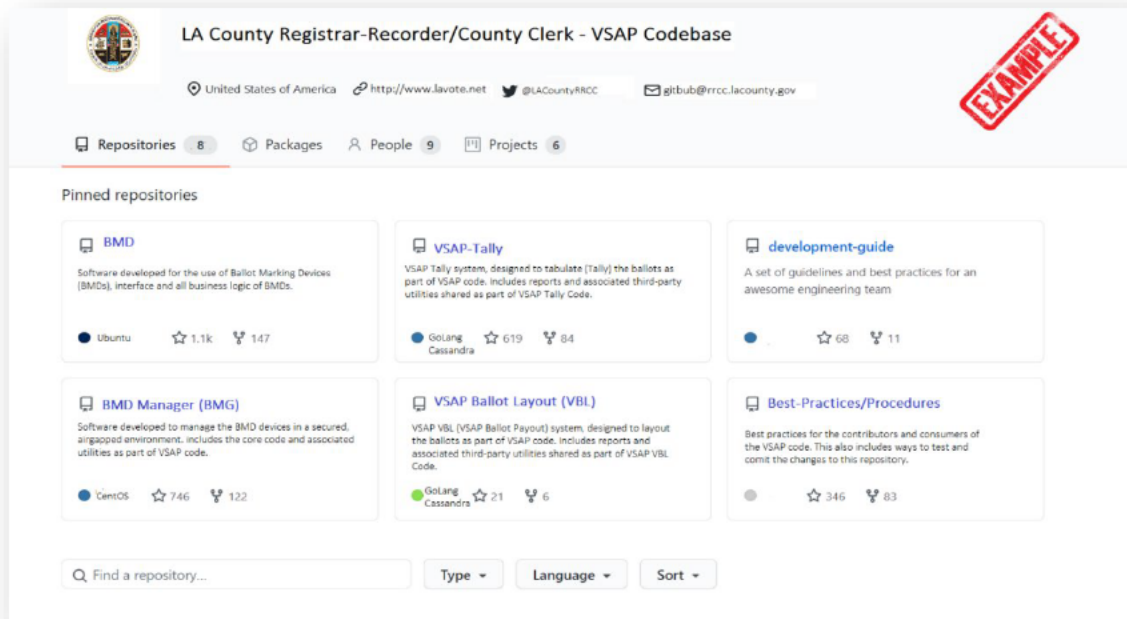 LA County Registrar-Recorder/County Clerk - VSAP Codebase
EXAMPLE
United States of America http://www.lavote.net @LACountyRRCC gitbub@rrcc.lacounty.gov
Repositories 8 Packages People 9 Projects 6
Pinned repositories
BMD
Software developed for the use of Ballot Marking Devices
(BMDs), interface and all business logic of BMDs.
Ubuntu 1.1k 147
VSAP-Tally
VSAP Tally system, designed to tabulate (Tally) the ballots as
part of VSAP code. Includes reports and associated third-party
utilities shared as part of VSAP Tally Code.
GoLang 619 84
Cassandra
development-guide
A set of guidelines and best practices for an
awesome engineering team
68 11
BMD Manager (BMG)
Software developed to manage the BMD devices in a secured,
airgapped environment. includes the core code and associated
utilities as part of VSAP code.
CentOS 746 122
VSAP Ballot Layout (VBL)
VSAP VBL (VSAP Ballot Payout) system, designed to layout
the ballots as part of VSAP code. Includes reports and
associated third-party utilities shared as part of VSAP VBL
Code.
GoLang 21 6
Cassandra
Best-Practices/Procedures
Best practices for the contributors and consumers of
the VSAP code. This also includes ways to test and
comit the changes to this repository.
346 83
Find a repository...
Type Language Sort